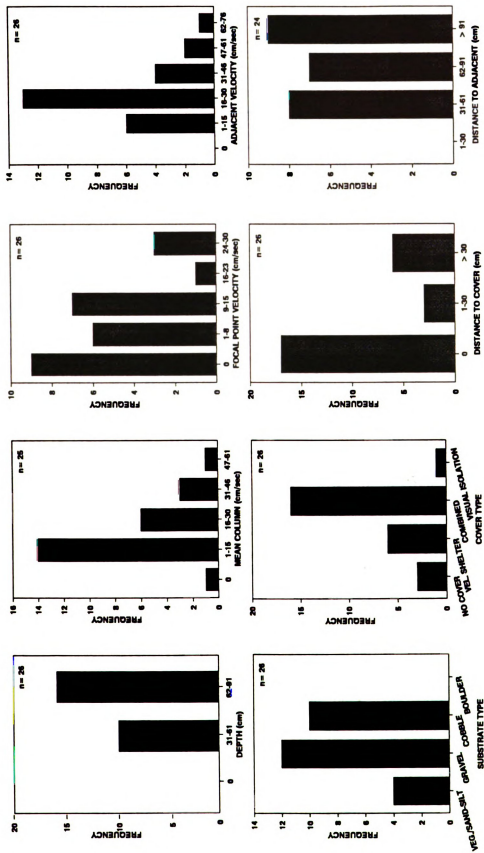 n= 26
20
15
10
5
0
FREQUENCY
0 31-61 62-91
DEPTH (cm)
n= 25
16
14
12
10
8
6
4
2
0
FREQUENCY
0 1-15 16-30 31-46 47-61
MEAN COLUMN (cm/sec)
n= 26
10
8
6
4
2
0
FREQUENCY
0 1-8 9-15 16-23 24-30
FOCAL POINT VELOCITY (cm/sec)
n= 26
14
12
10
8
6
4
2
0
FREQUENCY
0 1-15 16-30 31-46 47-61 62-76
ADJACENT VELOCITY (cm/sec)
n= 26
14
12
10
8
6
4
2
0
FREQUENCY
VEG./SAND-SILT GRAVEL COBBLE BOULDER
SUBSTRATE TYPE
n= 26
20
15
10
5
0
FREQUENCY
NO COVER VEL. SHELTER COMBINED VISUAL ISOLATION
COVER TYPE
n= 26
20
15
10
5
0
FREQUENCY
0 1-30 > 30
DISTANCE TO COVER (cm)
n= 24
10
8
6
4
2
0
FREQUENCY
1-30 31-61 62-91 > 91
DISTANCE TO ADJACENT (cm)